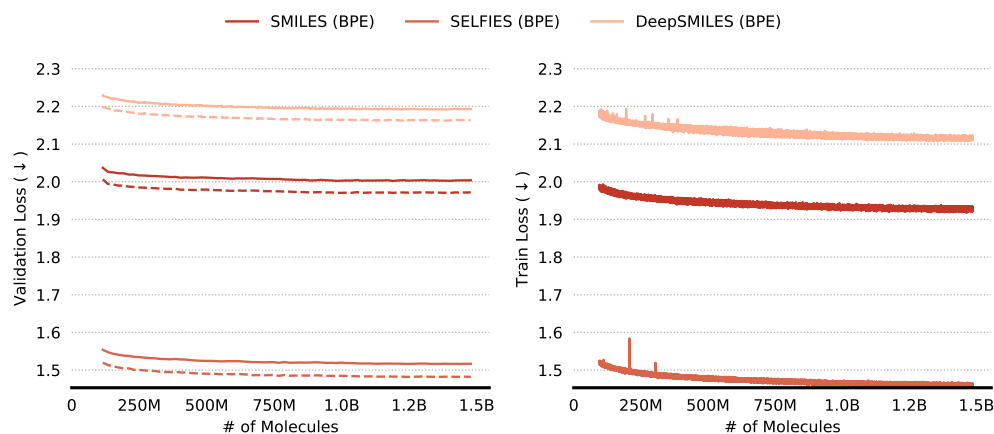 SMILES (BPE) SELFIES (BPE) DeepSMILES (BPE)
Validation Loss (↓)
2.3
2.2
2.1
2.0
1.9
1.8
1.7
1.6
1.5
0 250M 500M 750M 1.0B 1.2B 1.5B
# of Molecules
Train Loss (↓)
2.3
2.2
2.1
2.0
1.9
1.8
1.7
1.6
1.5
0 250M 500M 750M 1.0B 1.2B 1.5B
# of Molecules